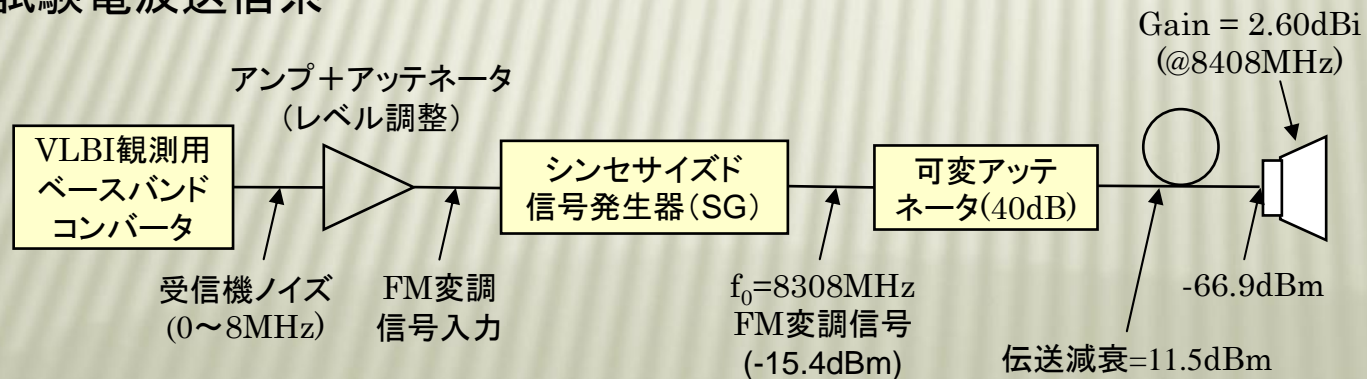 試験電波送信系
Gain = 2.60dBi
(@8408MHz)
アンプ＋アッテネータ
（レベル調整）
VLBI観測用
ベースバンド
コンバータ
シンセサイズド
信号発生器（SG）
可変アッテ
ネータ(40dB)
受信機ノイズ
(0～8MHz)
FM変調
信号入力
f₀=8308MHz
FM変調信号
(-15.4dBm)
-66.9dBm
伝送減衰=11.5dBm